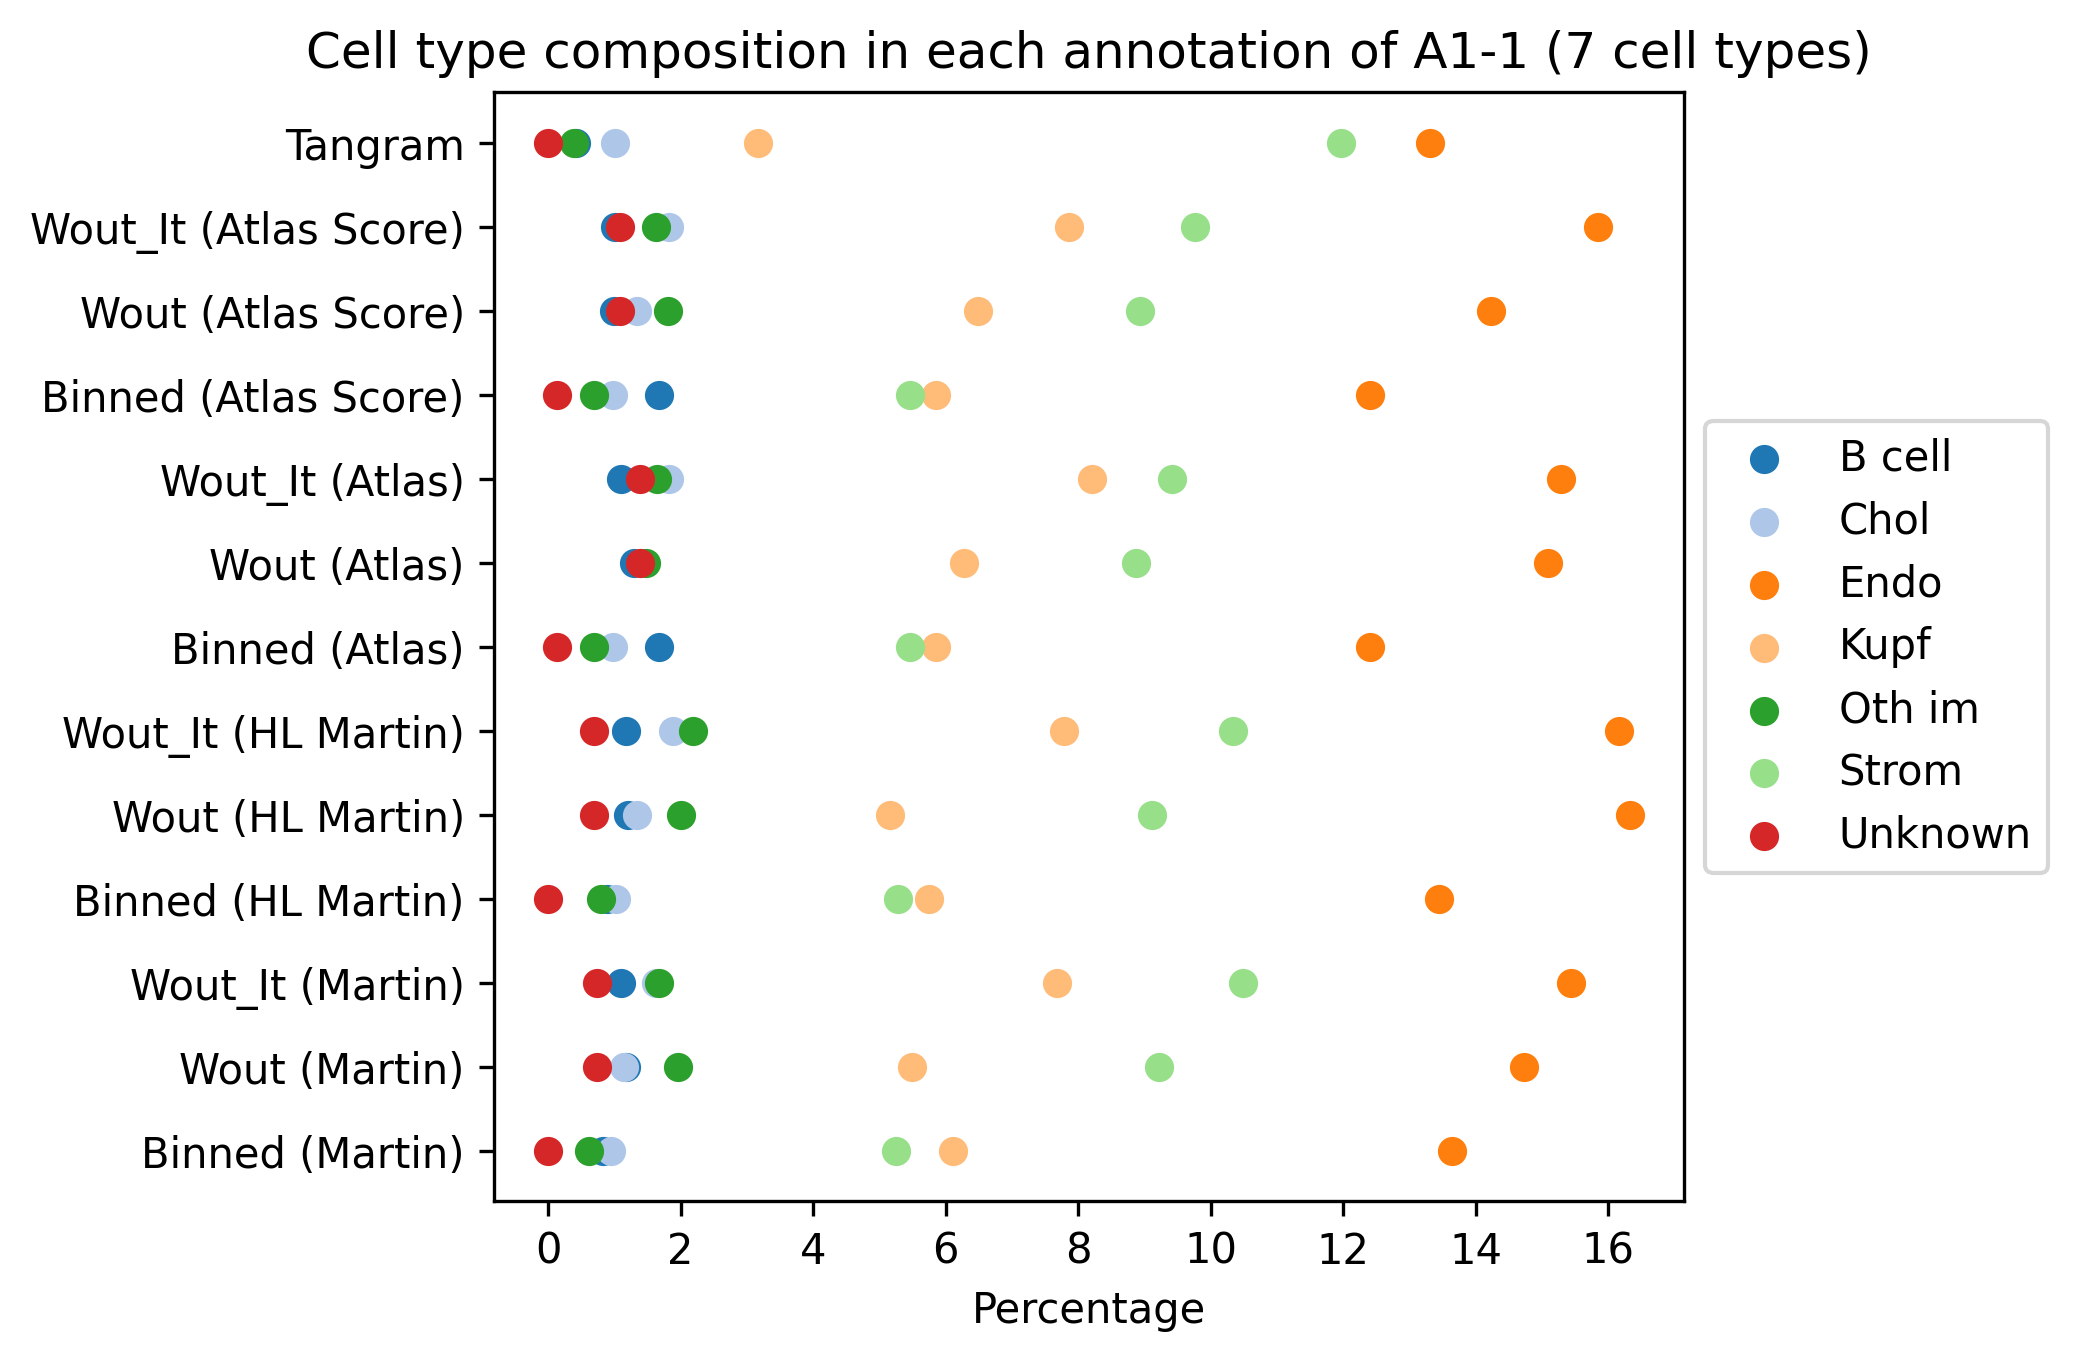 Cell type composition in each annotation of A1-1 (7 cell types)
Tangram
Wout_It (Atlas Score)
Wout (Atlas Score)
Binned (Atlas Score)
Wout_It (Atlas)
Wout (Atlas)
Binned (Atlas)
Wout_It (HL Martin)
Wout (HL Martin)
Binned (HL Martin)
Wout_It (Martin)
Wout (Martin)
Binned (Martin)
0 2 4 6 8 10 12 14 16
Percentage
B cell
Chol
Endo
Kupf
Oth im
Strom
Unknown